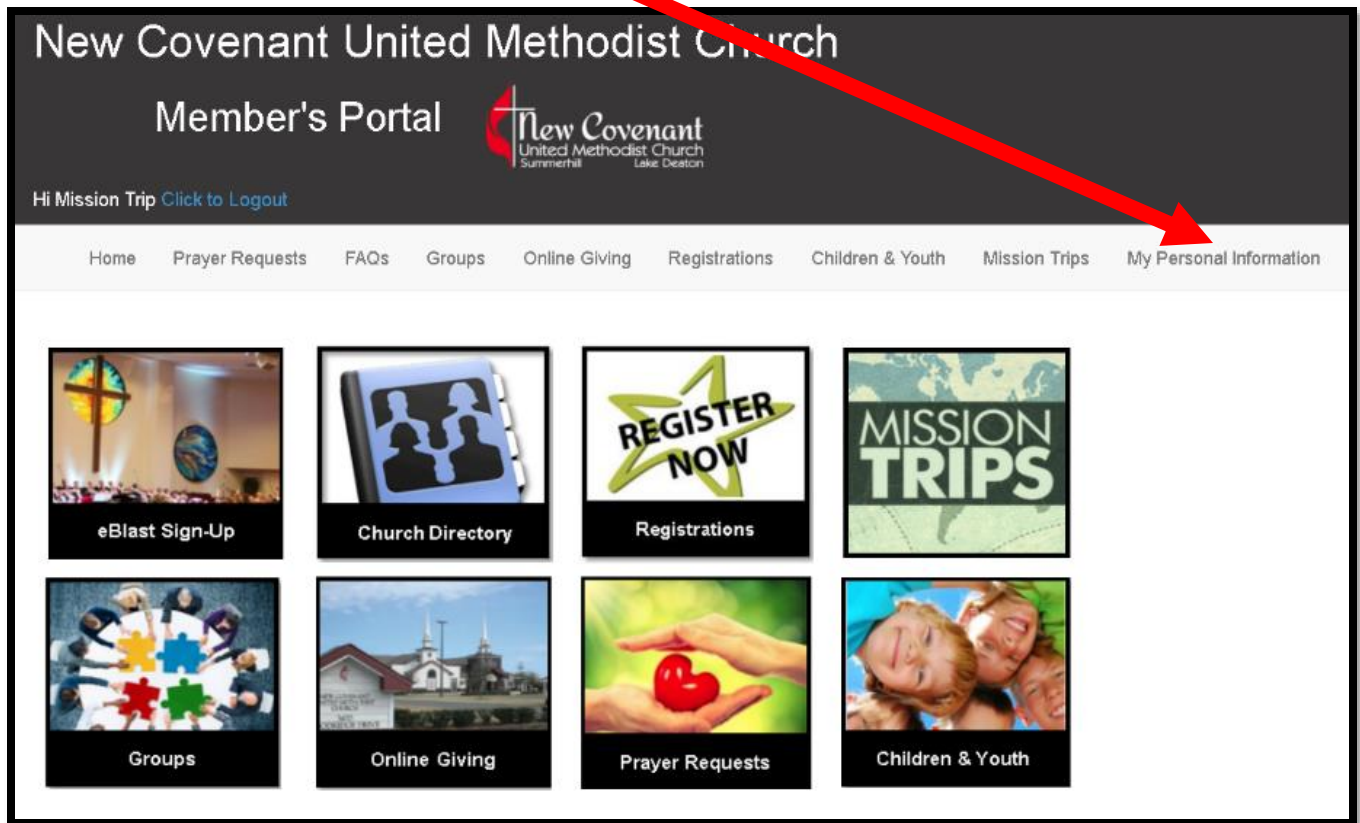 New Covenant United Methodist Church
Member's Portal
New Covenant
United Methodist Church
Summerhill Lake Deaton
Hi Mission Trip Click to Logout
Home Prayer Requests FAQs Groups Online Giving Registrations Children & Youth Mission Trips My Personal Information
REGISTER
NOW
MISSION
TRIPS
eBlast Sign-Up
Church Directory
Registrations
Groups
Online Giving
Prayer Requests
Children & Youth